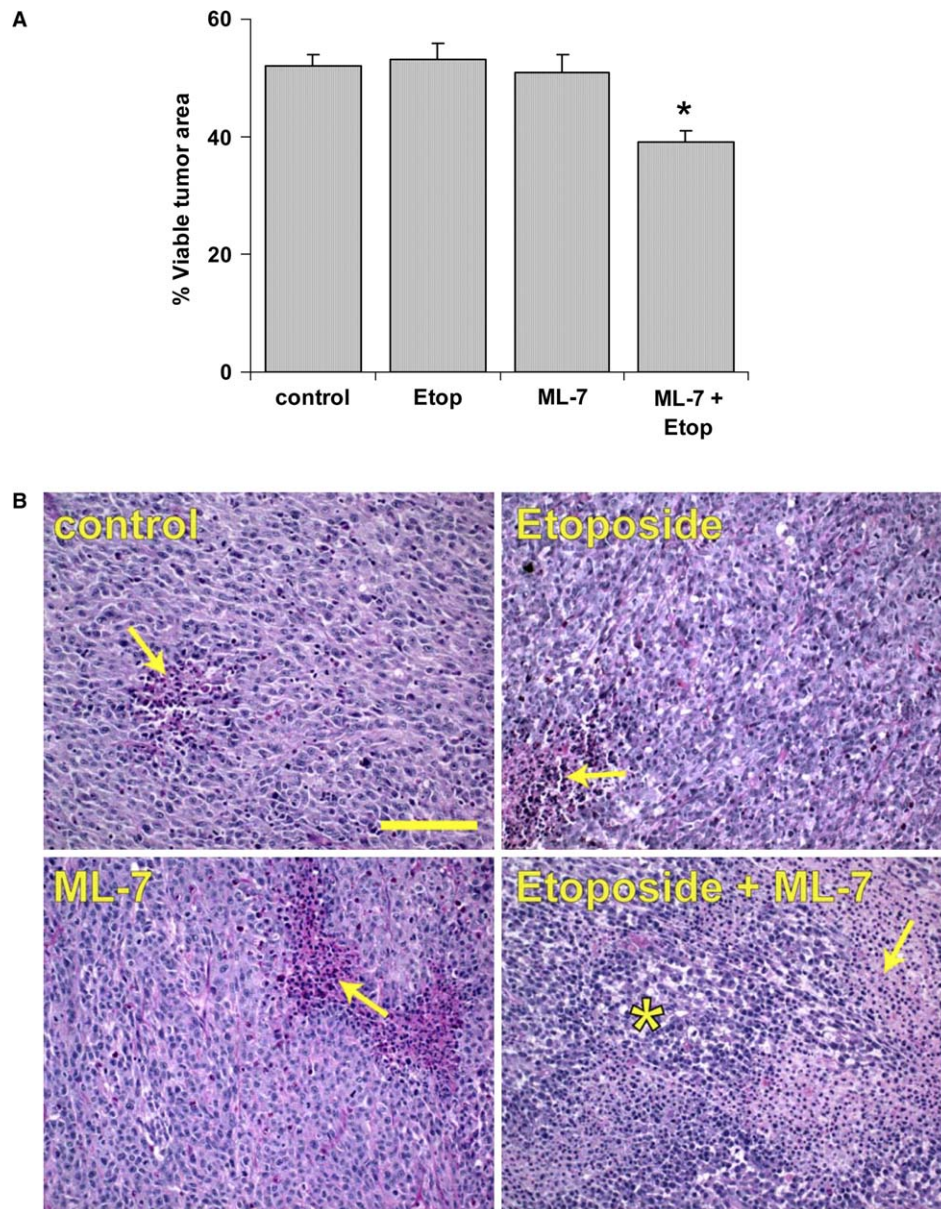 A
60
40
20
0
% Viable tumor area
*
control
Etop
ML-7
ML-7 +
Etop
B
control
Etoposide
ML-7
Etoposide + ML-7
*